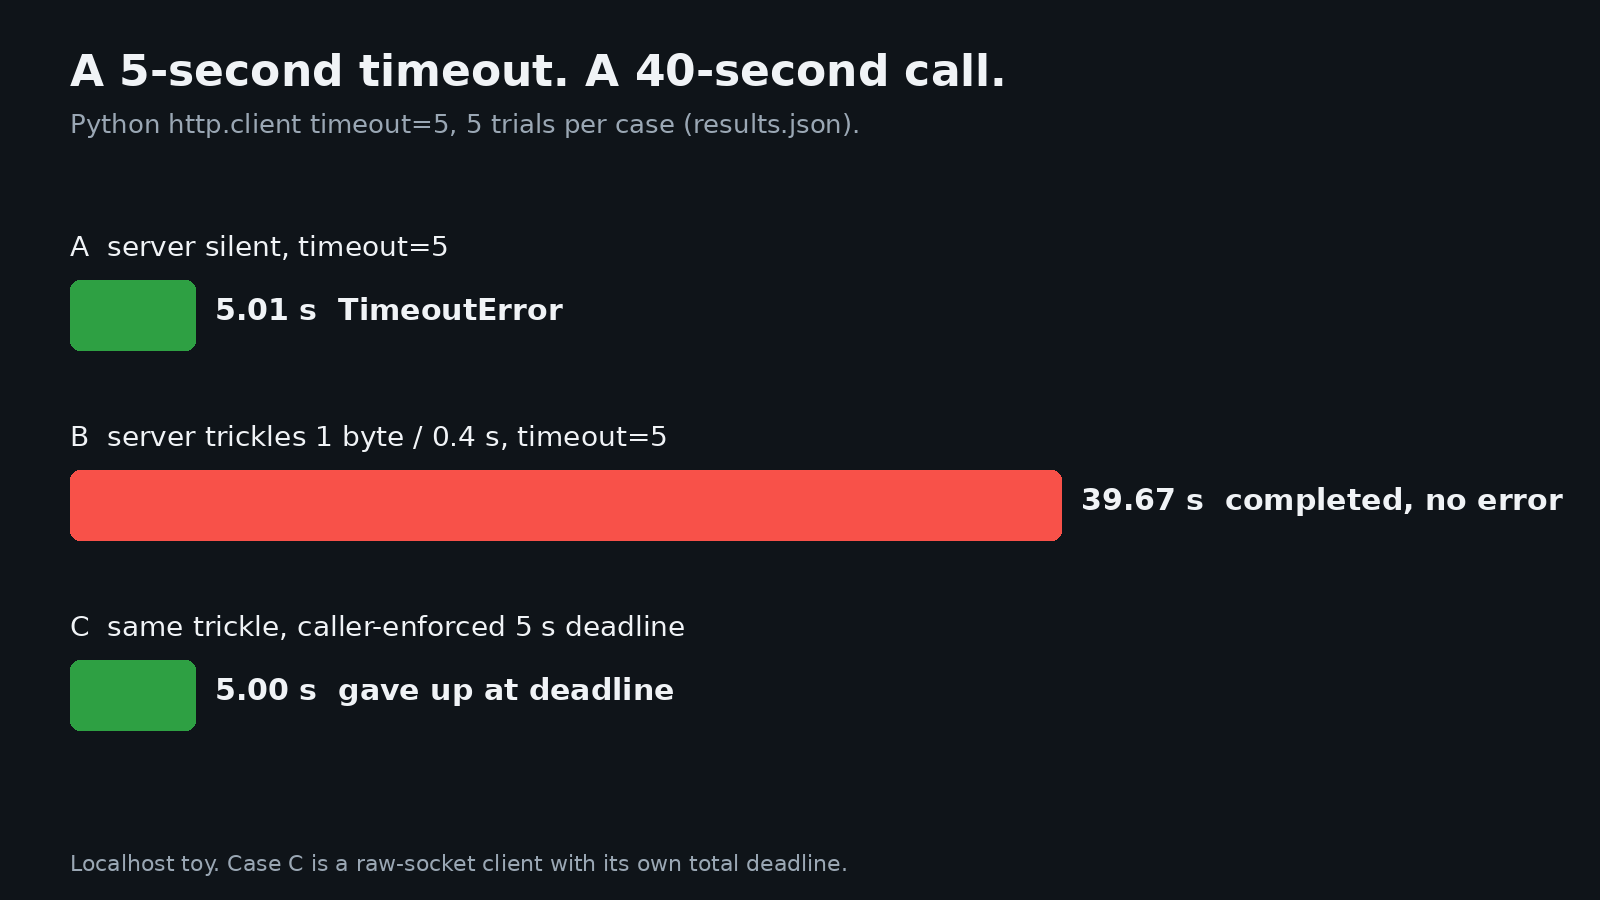 A 5-second timeout. A 40-second call.
Python http.client timeout=5, 5 trials per case (results.json).
A server silent, timeout=5
5.01 s TimeoutError
B server trickles 1 byte / 0.4 s, timeout=5
39.67 s completed, no error
C same trickle, caller-enforced 5 s deadline
5.00 s gave up at deadline
Localhost toy. Case C is a raw-socket client with its own total deadline.